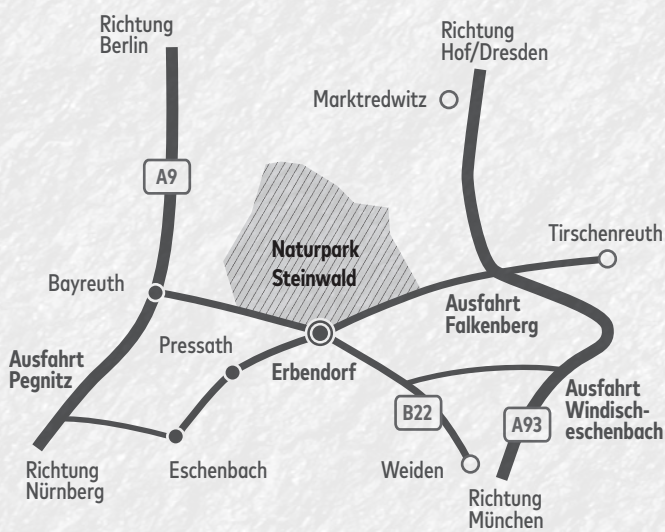 Richtung
Berlin
Richtung
Hof/Dresden
Marktredwitz
A9
Tirschenreuth
Naturpark
Steinwald
Bayreuth
Ausfahrt
Falkenberg
Pressath
Ausfahrt
Pegnitz
Erbendorf
Ausfahrt
Windisch-
eschenbach
B22
A93
Richtung
Nürnberg
Eschenbach
Weiden
Richtung
München